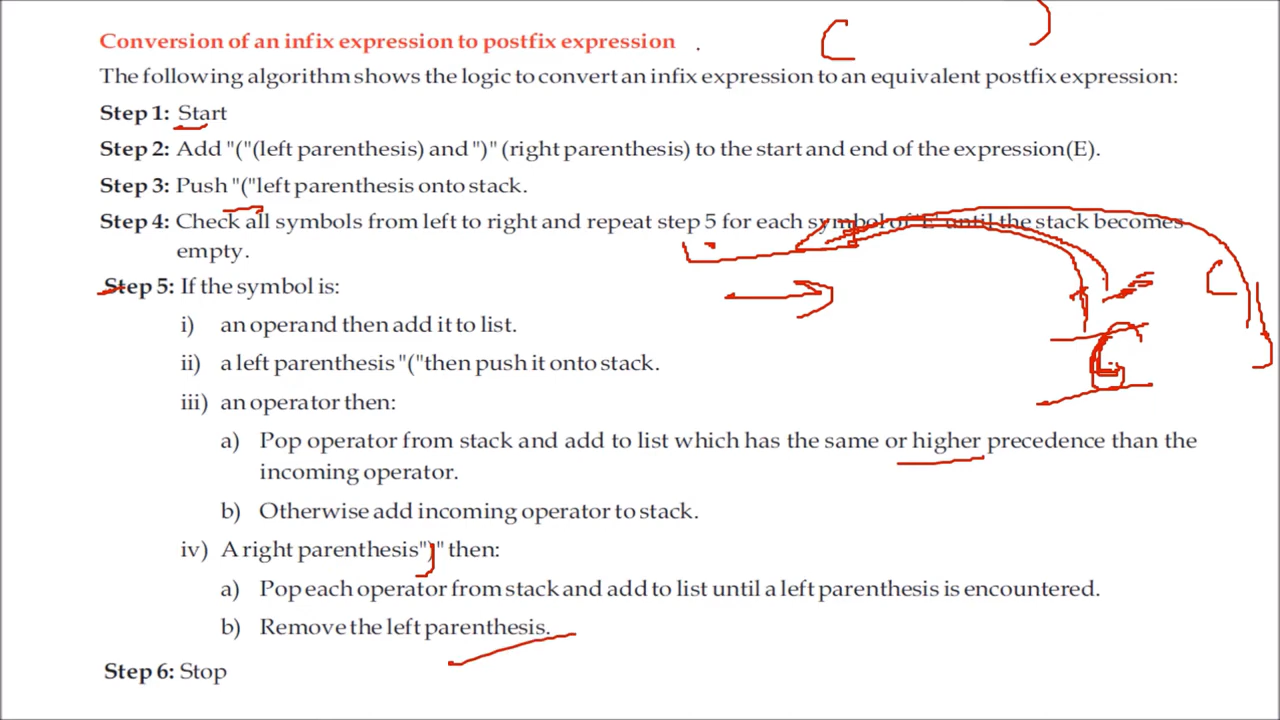 Conversion of an infix expression to postfix expression .
( )
The following algorithm shows the logic to convert an infix expression to an equivalent postfix expression:
Step 1: Start
Step 2: Add "("(left parenthesis) and ")" (right parenthesis) to the start and end of the expression(E).
Step 3: Push "("left parenthesis onto stack.
Step 4: Check all symbols from left to right and repeat step 5 for each symbol of 'E' until the stack becomes
empty.
Step 5: If the symbol is:
i) an operand then add it to list.
ii) a left parenthesis "("then push it onto stack.
iii) an operator then:
a) Pop operator from stack and add to list which has the same or higher precedence than the
incoming operator.
b) Otherwise add incoming operator to stack.
iv) A right parenthesis")" then:
a) Pop each operator from stack and add to list until a left parenthesis is encountered.
b) Remove the left parenthesis.
Step 6: Stop